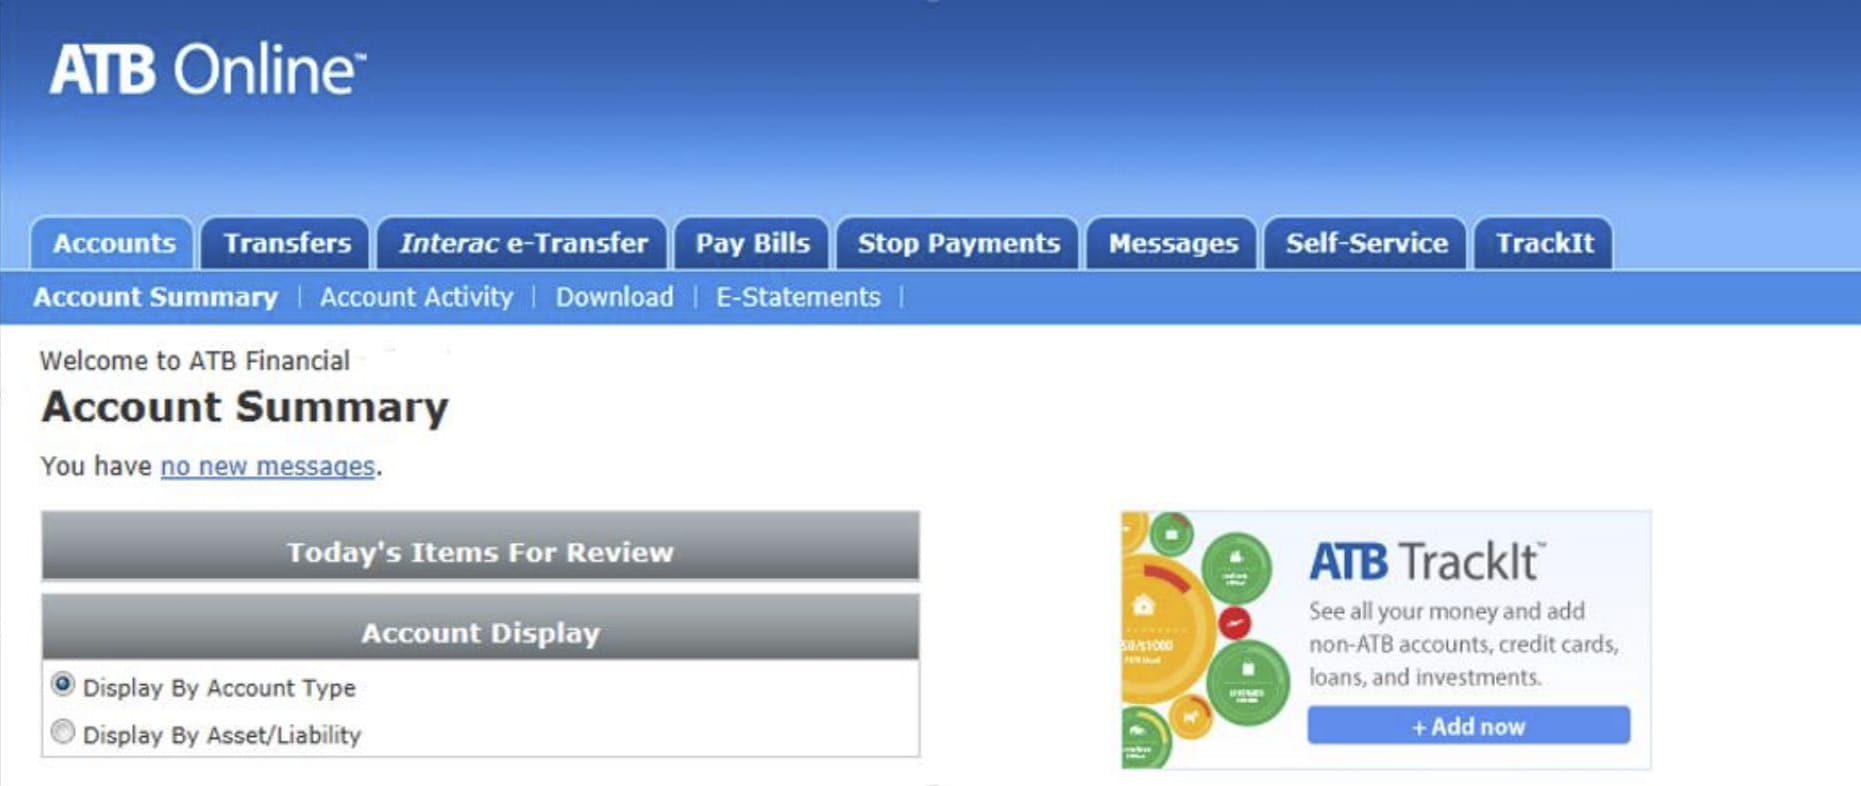 ATB Online™
Accounts Transfers Interac e-Transfer Pay Bills Stop Payments Messages Self-Service TrackIt
Account Summary | Account Activity | Download | E-Statements |
Welcome to ATB Financial
Account Summary
You have no new messages.
Today's Items For Review
Account Display
Display By Account Type
Display By Asset/Liability
ATB TrackIt™
See all your money and add
non-ATB accounts, credit cards,
loans, and investments.
+ Add now